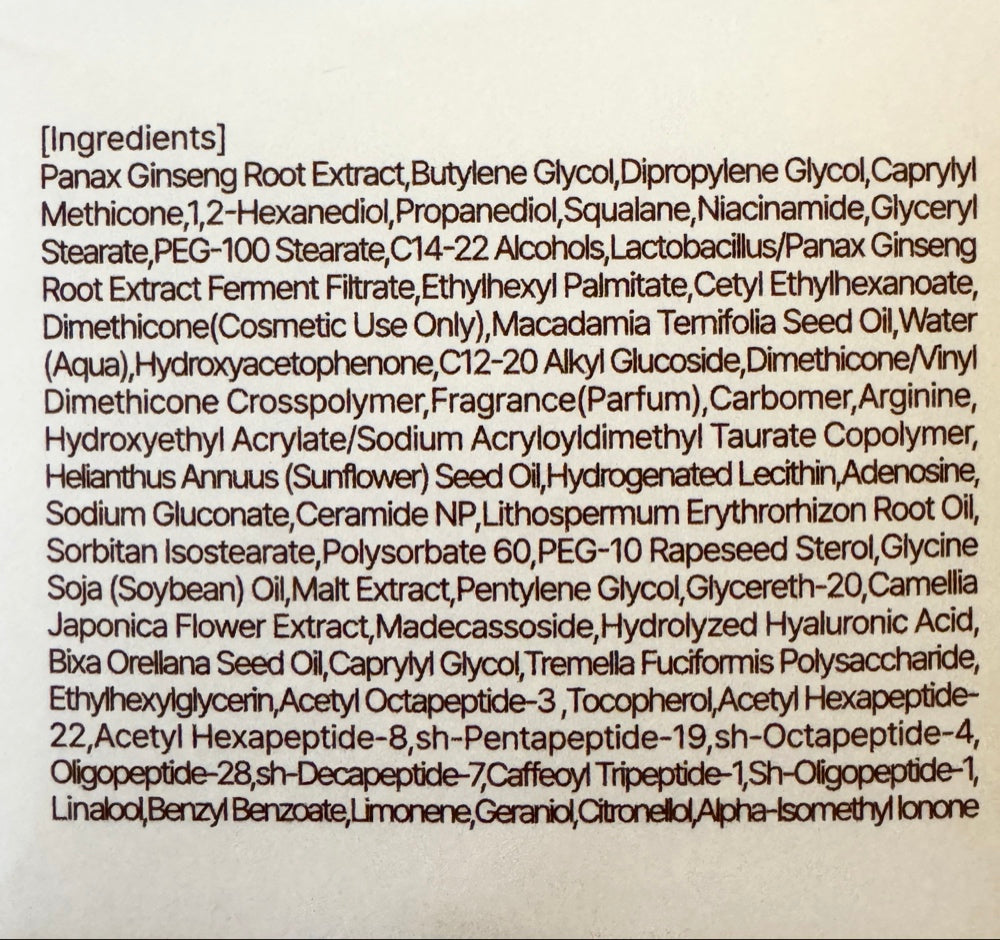 [Ingredients]
Panax Ginseng Root Extract,Butylene Glycol,Dipropylene Glycol,Caprylyl
Methicone,1,2-Hexanediol,Propanediol,Squalane,Niacinamide,Glyceryl
Stearate,PEG-100 Stearate,C14-22 Alcohols,Lactobacillus/Panax Ginseng
Root Extract Ferment Filtrate,Ethylhexyl Palmitate,Cetyl Ethylhexanoate,
Dimethicone(Cosmetic Use Only),Macadamia Ternifolia Seed Oil,Water
(Aqua),Hydroxyacetophenone,C12-20 Alkyl Glucoside,Dimethicone/Vinyl
Dimethicone Crosspolymer,Fragrance(Parfum),Carbomer,Arginine,
Hydroxyethyl Acrylate/Sodium Acryloyldimethyl Taurate Copolymer,
Helianthus Annuus (Sunflower) Seed Oil,Hydrogenated Lecithin,Adenosine,
Sodium Gluconate,Ceramide NP,Lithospermum Erythrorhizon Root Oil,
Sorbitan Isostearate,Polysorbate 60,PEG-10 Rapeseed Sterol,Glycine
Soja (Soybean) Oil,Malt Extract,Pentylene Glycol,Glycereth-20,Camellia
Japonica Flower Extract,Madecassoside,Hydrolyzed Hyaluronic Acid,
Bixa Orellana Seed Oil,Caprylyl Glycol,Tremella Fuciformis Polysaccharide,
Ethylhexylglycerin,Acetyl Octapeptide-3 ,Tocopherol,Acetyl Hexapeptide-
22,Acetyl Hexapeptide-8,sh-Pentapeptide-19,sh-Octapeptide-4,
Oligopeptide-28,sh-Decapeptide-7,Caffeoyl Tripeptide-1,Sh-Oligopeptide-1,
Linalool,Benzyl Benzoate,Limonene,Geraniol,Citronellol,Alpha-Isomethyl Ionone